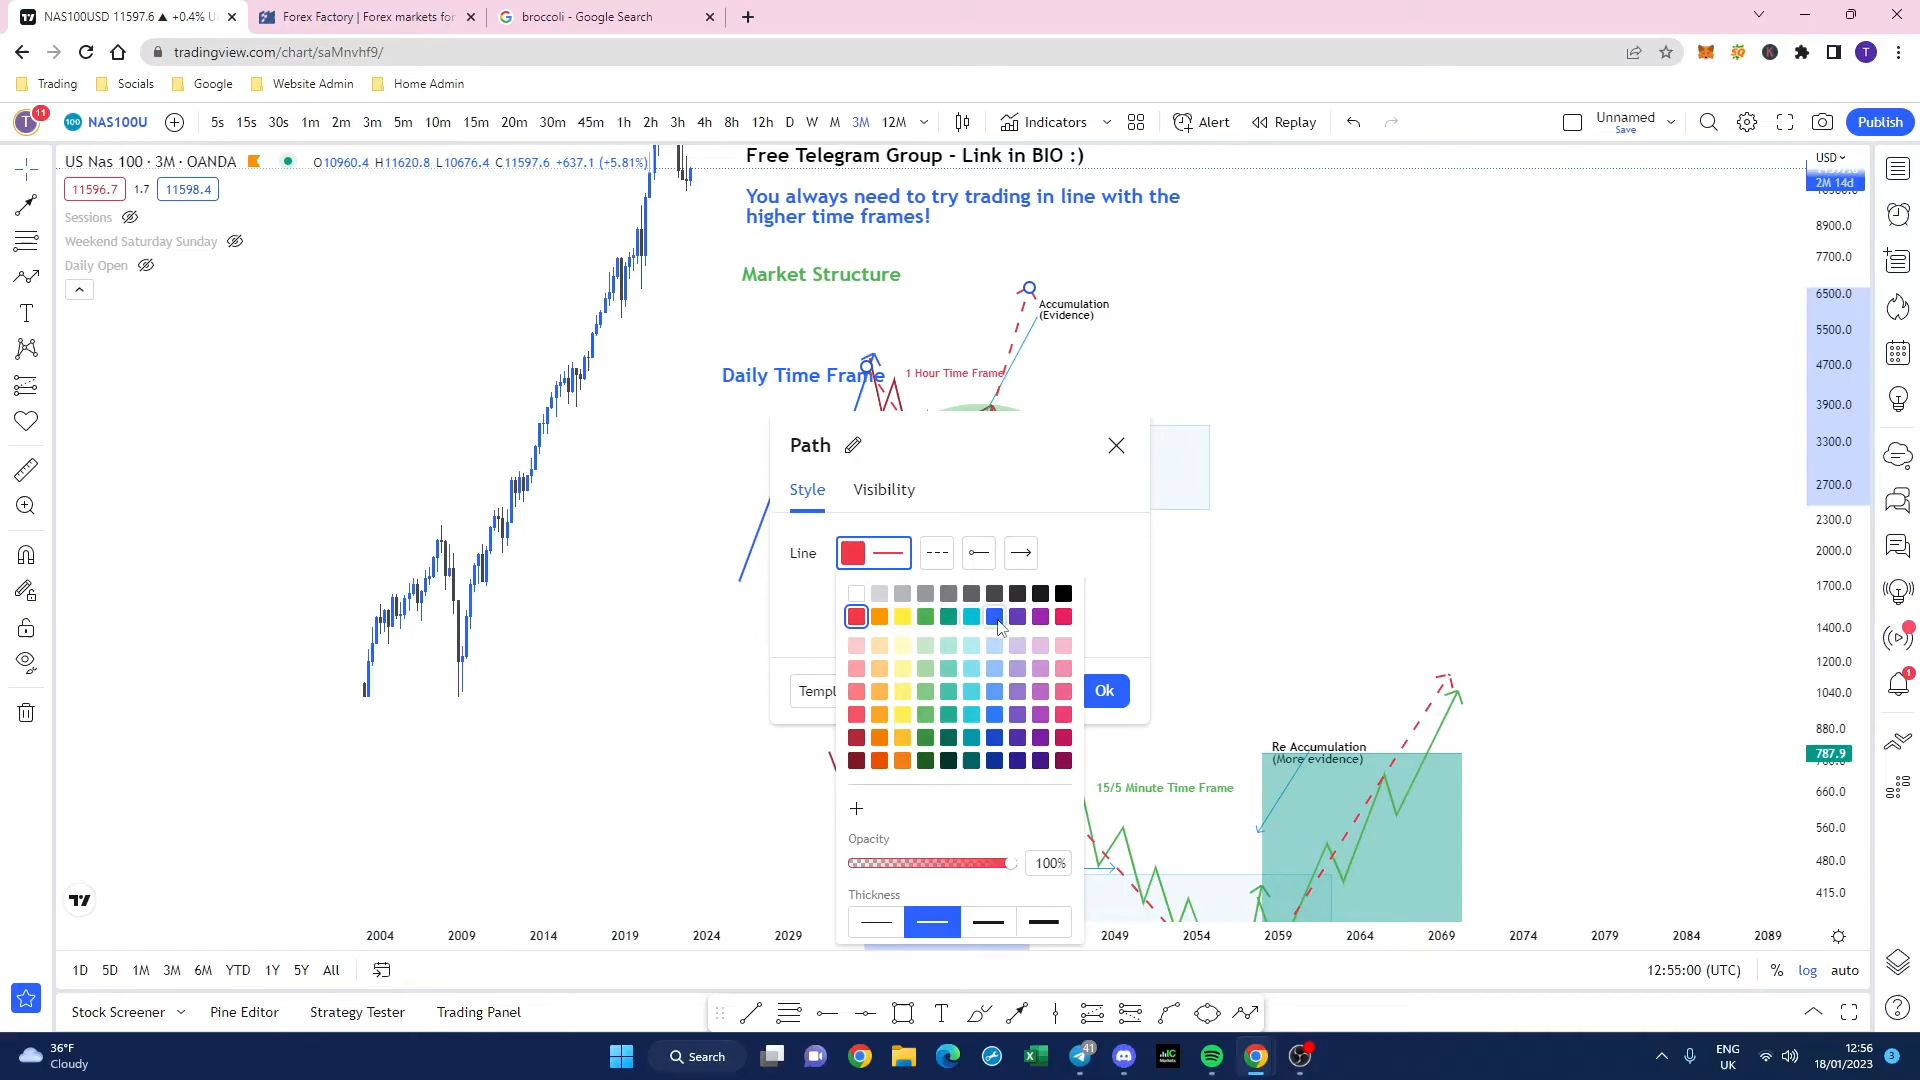 NAS100USD 11597.6 ▲ +0.4% U
Forex Factory | Forex markets for
broccoli - Google Search
tradingview.com/chart/saMnvhf9/
T
Trading
Socials
Google
Website Admin
Home Admin
T
11
100
NAS100U
5s 15s 30s 1m 2m 3m 5m 10m 15m 20m 30m 45m 1h 2h 3h 4h 8h 12h D W M 3M 12M
Indicators
Alert
Replay
Unnamed
Save
Publish
US Nas 100 · 3M · OANDA
O10960.4 H11620.8 L10676.4 C11597.6 +637.1 (+5.81%)
11596.7
1.7
11598.4
Sessions
Weekend Saturday Sunday
Daily Open
Free Telegram Group - Link in BIO :)
You always need to try trading in line with the
higher time frames!
Market Structure
Accumulation
(Evidence)
Daily Time Frame
1 Hour Time Frame
Path
Style
Visibility
Line
Templ
Ok
Opacity
100%
Thickness
15/5 Minute Time Frame
Re Accumulation
(More evidence)
USD
2M 14d
8900.0
7700.0
6500.0
5500.0
4700.0
3900.0
3300.0
2700.0
2300.0
2000.0
1700.0
1400.0
1200.0
1040.0
880.0
787.9
660.0
560.0
480.0
415.0
2004 2009 2014 2019 2024 2029 2049 2054 2059 2064 2069 2074 2079 2084 2089
1D 5D 1M 3M 6M YTD 1Y 5Y All
12:55:00 (UTC)
%
log
auto
Stock Screener
Pine Editor
Strategy Tester
Trading Panel
1
36°F
Cloudy
Search
41
ENG
UK
12:56
18/01/2023
3